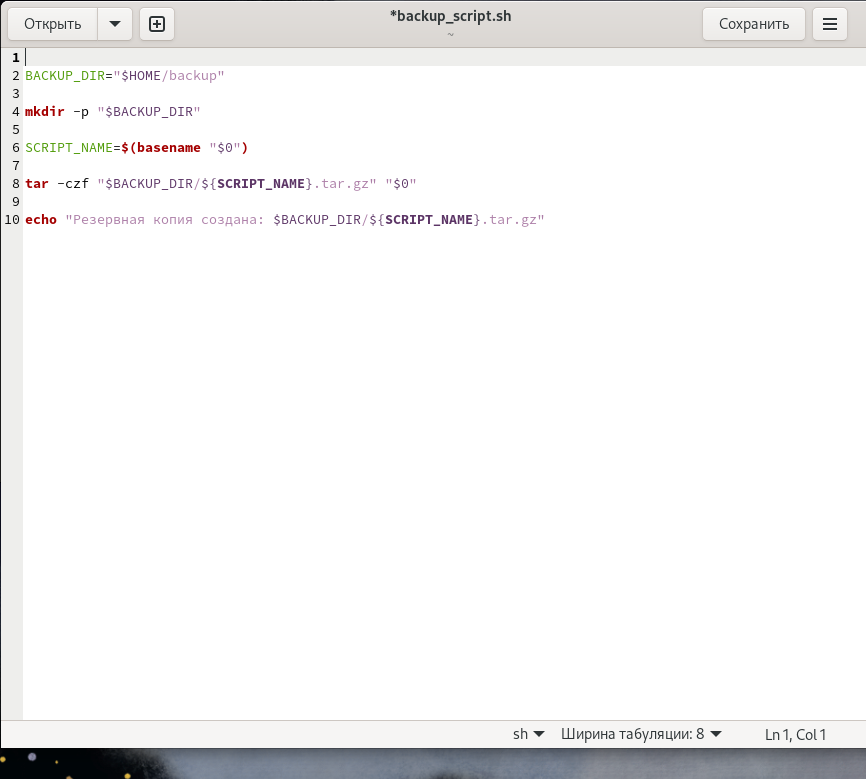 Открыть
*backup_script.sh
~
Сохранить
1
2 BACKUP_DIR="$HOME/backup"
3
4 mkdir -p "$BACKUP_DIR"
5
6 SCRIPT_NAME=$(basename "$0")
7
8 tar -czf "$BACKUP_DIR/${SCRIPT_NAME}.tar.gz" "$0"
9
10 echo "Резервная копия создана: $BACKUP_DIR/${SCRIPT_NAME}.tar.gz"
sh Ширина табуляции: 8 Ln 1, Col 1